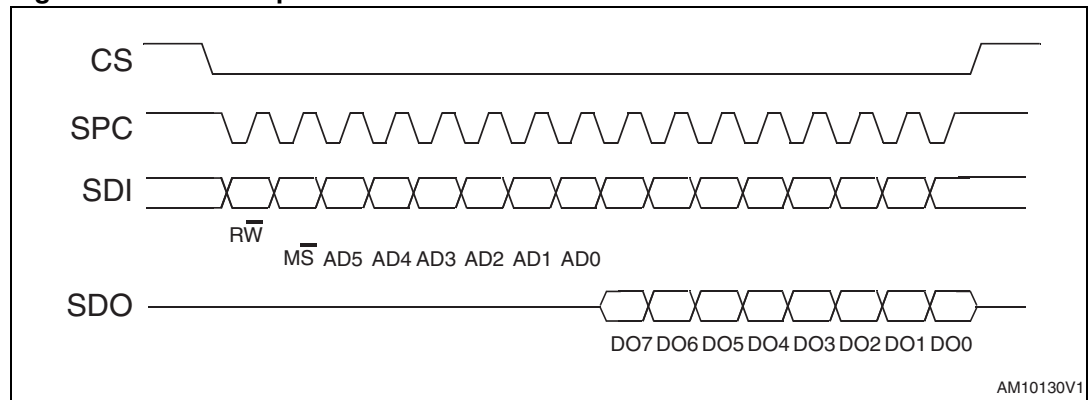 CS
SPC
SDI
RW
MS AD5 AD4 AD3 AD2 AD1 AD0
SDO
DO7 DO6 DO5 DO4 DO3 DO2 DO1 DO0
AM10130V1